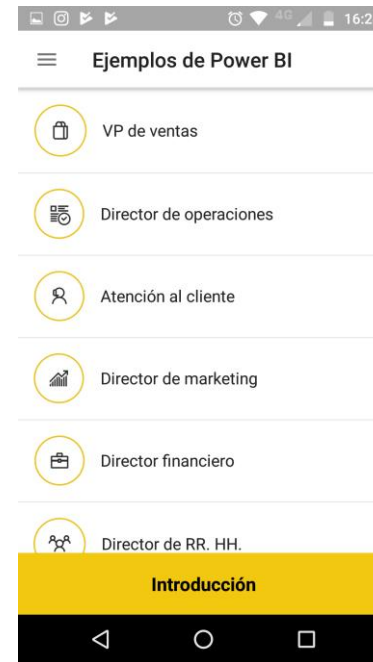 4G 16:2
Ejemplos de Power BI
VP de ventas
Director de operaciones
Atención al cliente
Director de marketing
Director financiero
Director de RR. HH.
Introducción